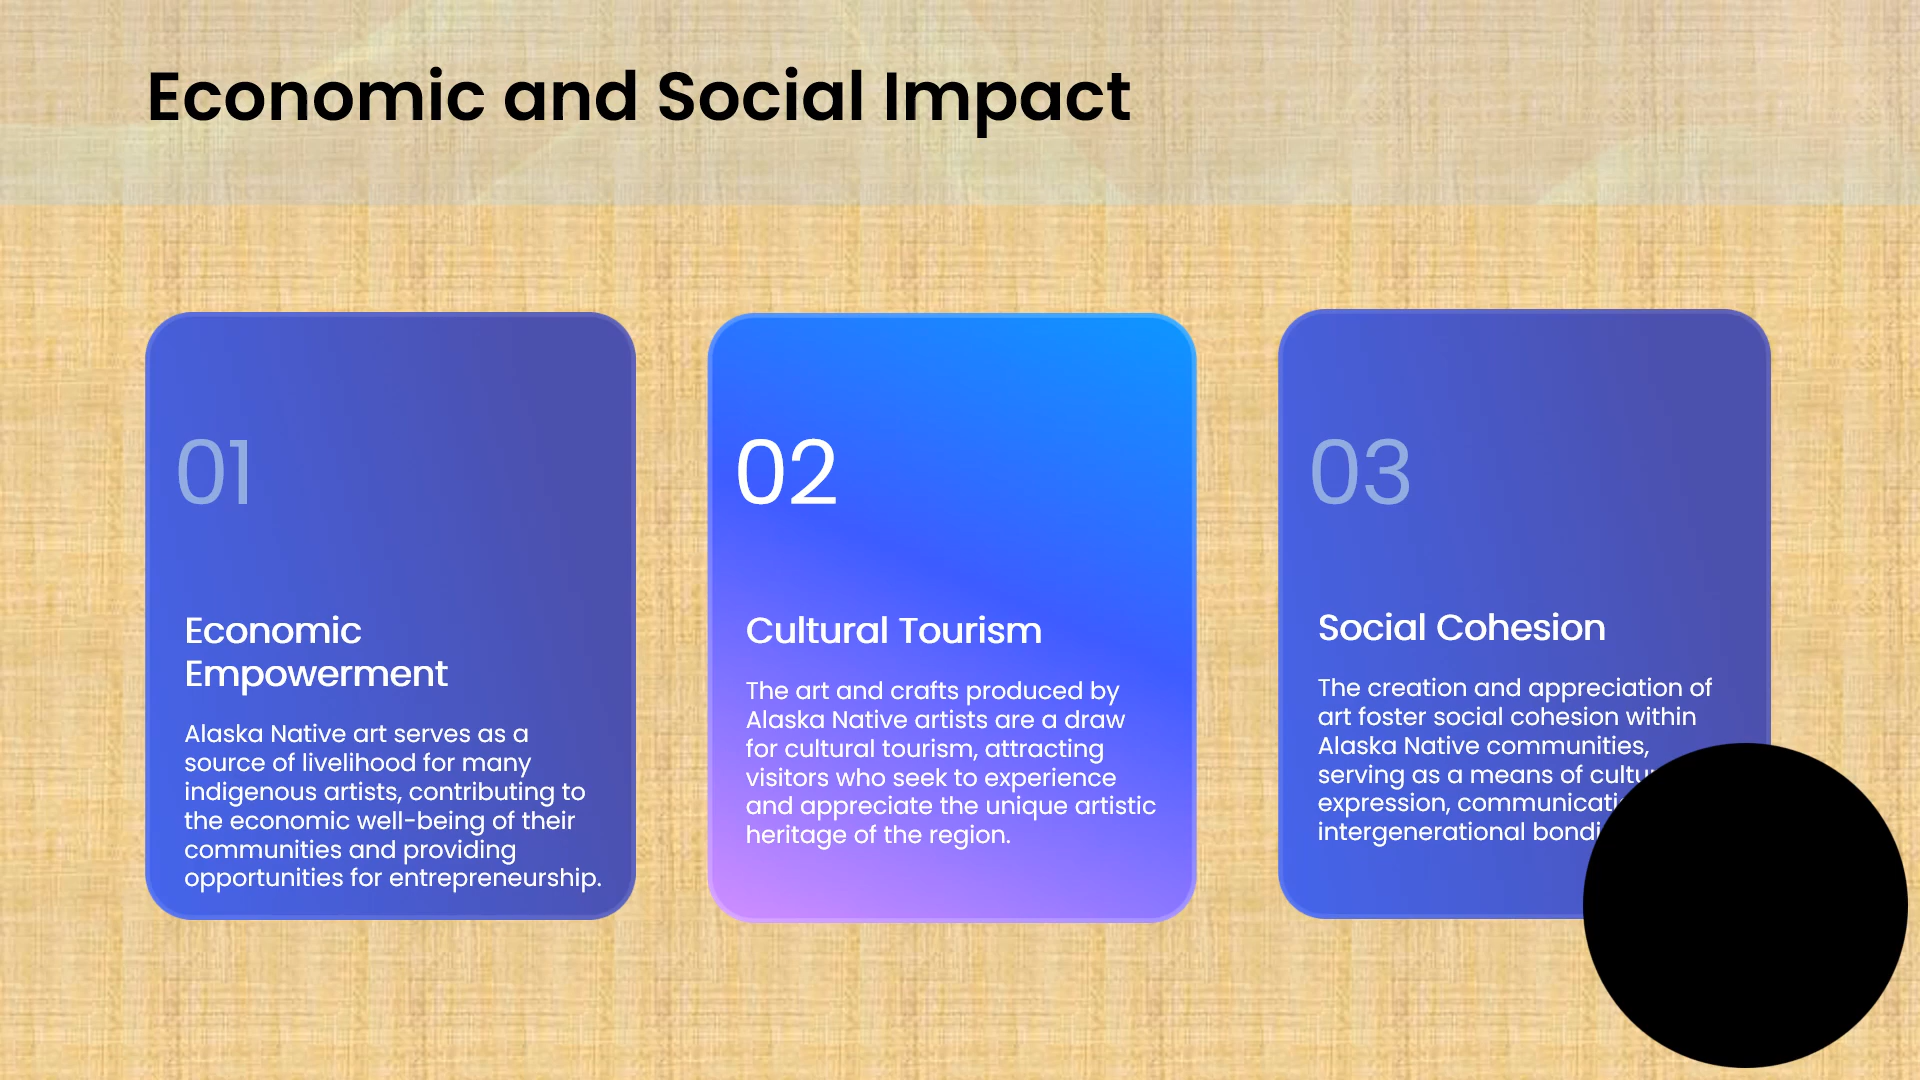 Economic and Social Impact
01
Economic
Empowerment
Alaska Native art serves as a
source of livelihood for many
indigenous artists, contributing to
the economic well-being of their
communities and providing
opportunities for entrepreneurship.
02
Cultural Tourism
The art and crafts produced by
Alaska Native artists are a draw
for cultural tourism, attracting
visitors who seek to experience
and appreciate the unique artistic
heritage of the region.
03
Social Cohesion
The creation and appreciation of
art foster social cohesion within
Alaska Native communities,
serving as a means of
expression,
intergenerational